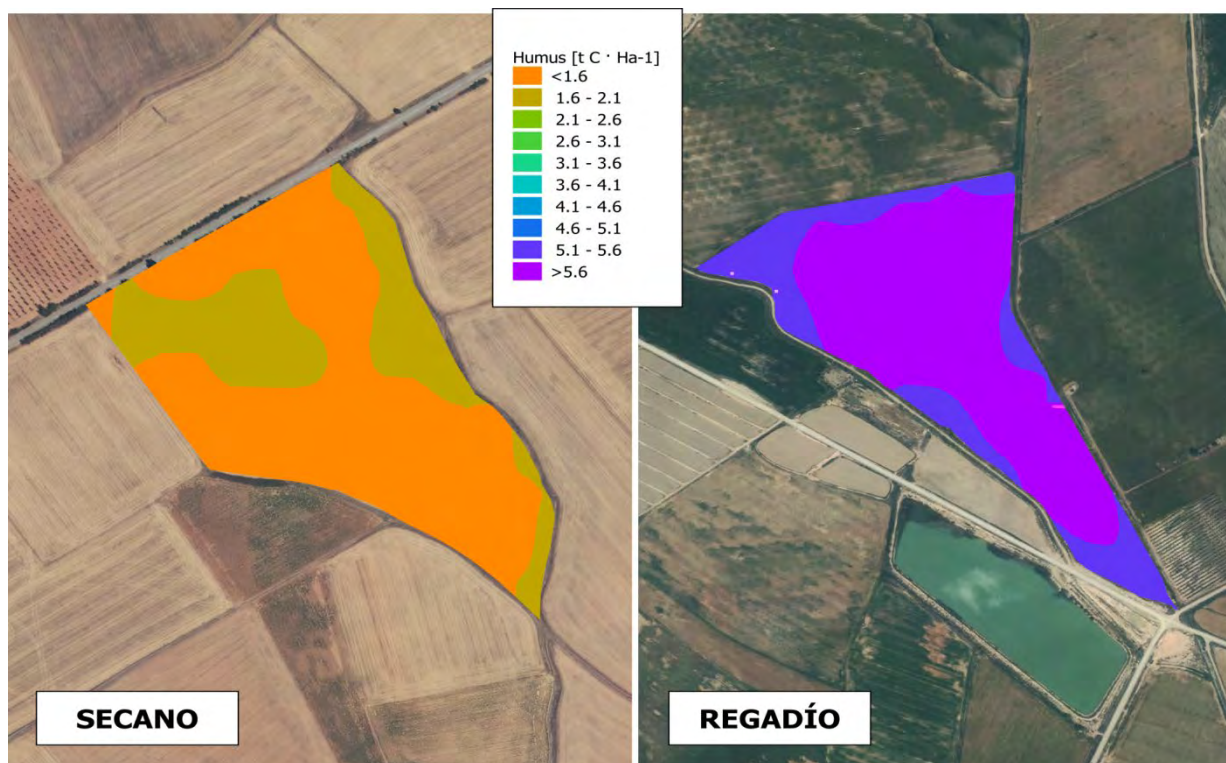 Humus [t C · Ha-1]
<1.6
1.6 - 2.1
2.1 - 2.6
2.6 - 3.1
3.1 - 3.6
3.6 - 4.1
4.1 - 4.6
4.6 - 5.1
5.1 - 5.6
>5.6
SECANO
REGADÍO